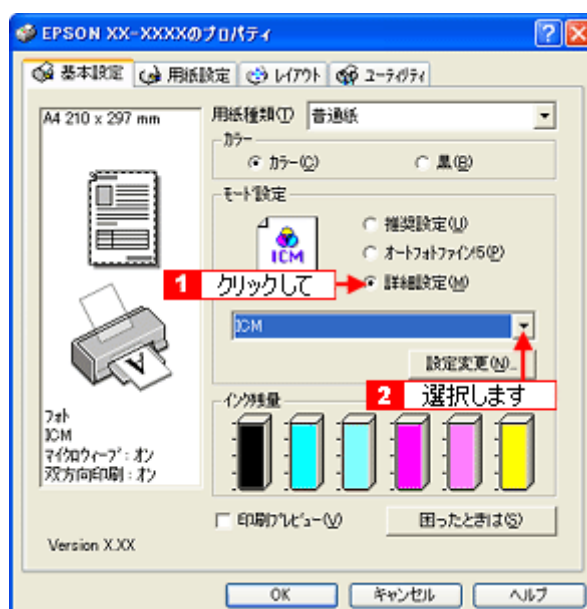 EPSON XX-XXXXのプロパティ
基本設定 用紙設定 レイアウト ユーティリティ
A4 210 x 297 mm
用紙種類(T) 普通紙
カラー
カラー(C) 黒(B)
モード設定
ICM
推奨設定(U)
オートフォトファイン!5(P)
詳細設定(M)
1 クリックして
ICM
設定変更(N)...
2 選択します
インク残量
フォト
ICM
マイクロウィーブ:オン
双方向印刷:オン
印刷プレビュー(V) 困ったときは(S)
Version X.XX
OK キャンセル ヘルプ